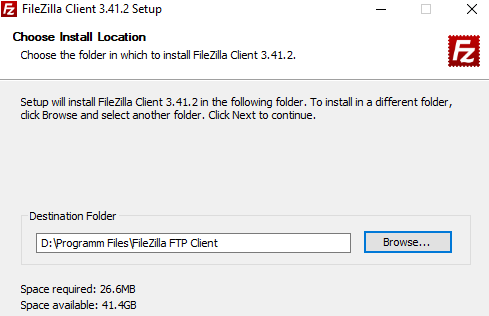 FileZilla Client 3.41.2 Setup
Choose Install Location
Choose the folder in which to install FileZilla Client 3.41.2.
Fz
Setup will install FileZilla Client 3.41.2 in the following folder. To install in a different folder,
click Browse and select another folder. Click Next to continue.
Destination Folder
D:\Programm Files\FileZilla FTP Client
Browse...
Space required: 26.6MB
Space available: 41.4GB